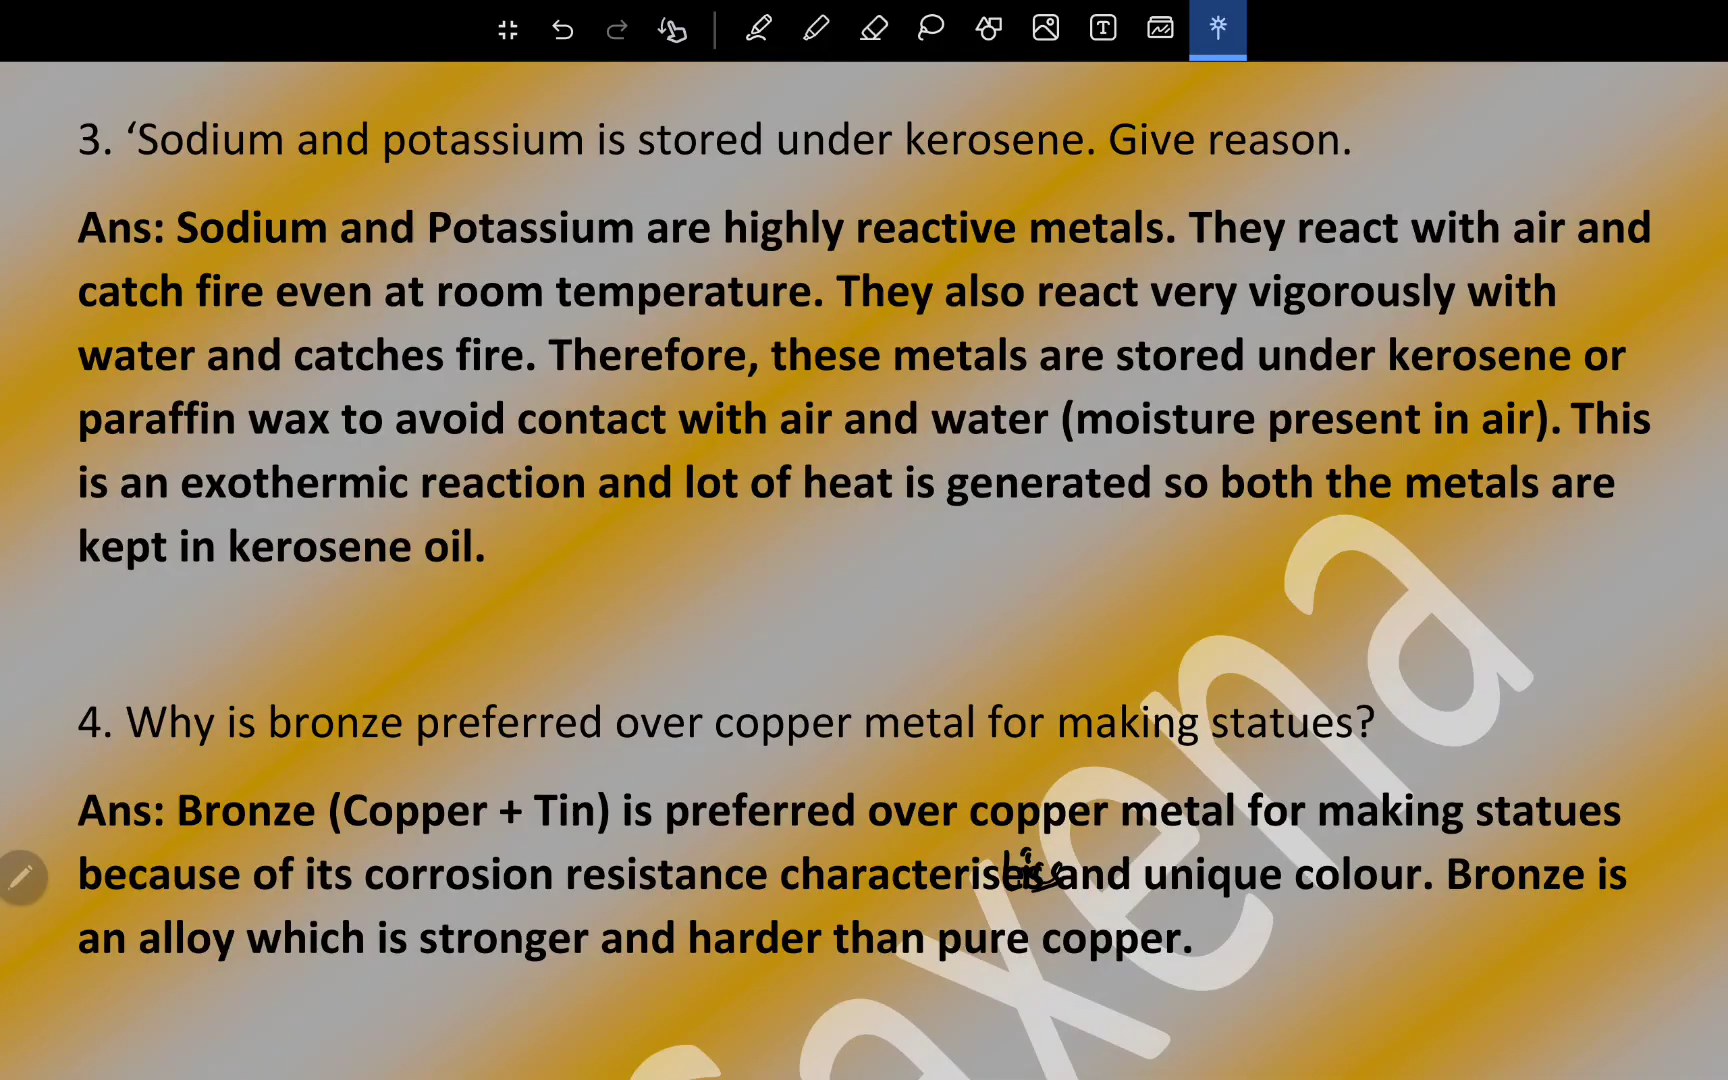 3. ‘Sodium and potassium is stored under kerosene. Give reason.
Ans: Sodium and Potassium are highly reactive metals. They react with air and
catch fire even at room temperature. They also react very vigorously with
water and catches fire. Therefore, these metals are stored under kerosene or
paraffin wax to avoid contact with air and water (moisture present in air). This
is an exothermic reaction and lot of heat is generated so both the metals are
kept in kerosene oil.
4. Why is bronze preferred over copper metal for making statues?
Ans: Bronze (Copper + Tin) is preferred over copper metal for making statues
because of its corrosion resistance and unique colour. Bronze is
an alloy which is stronger and harder than pure copper.
axena